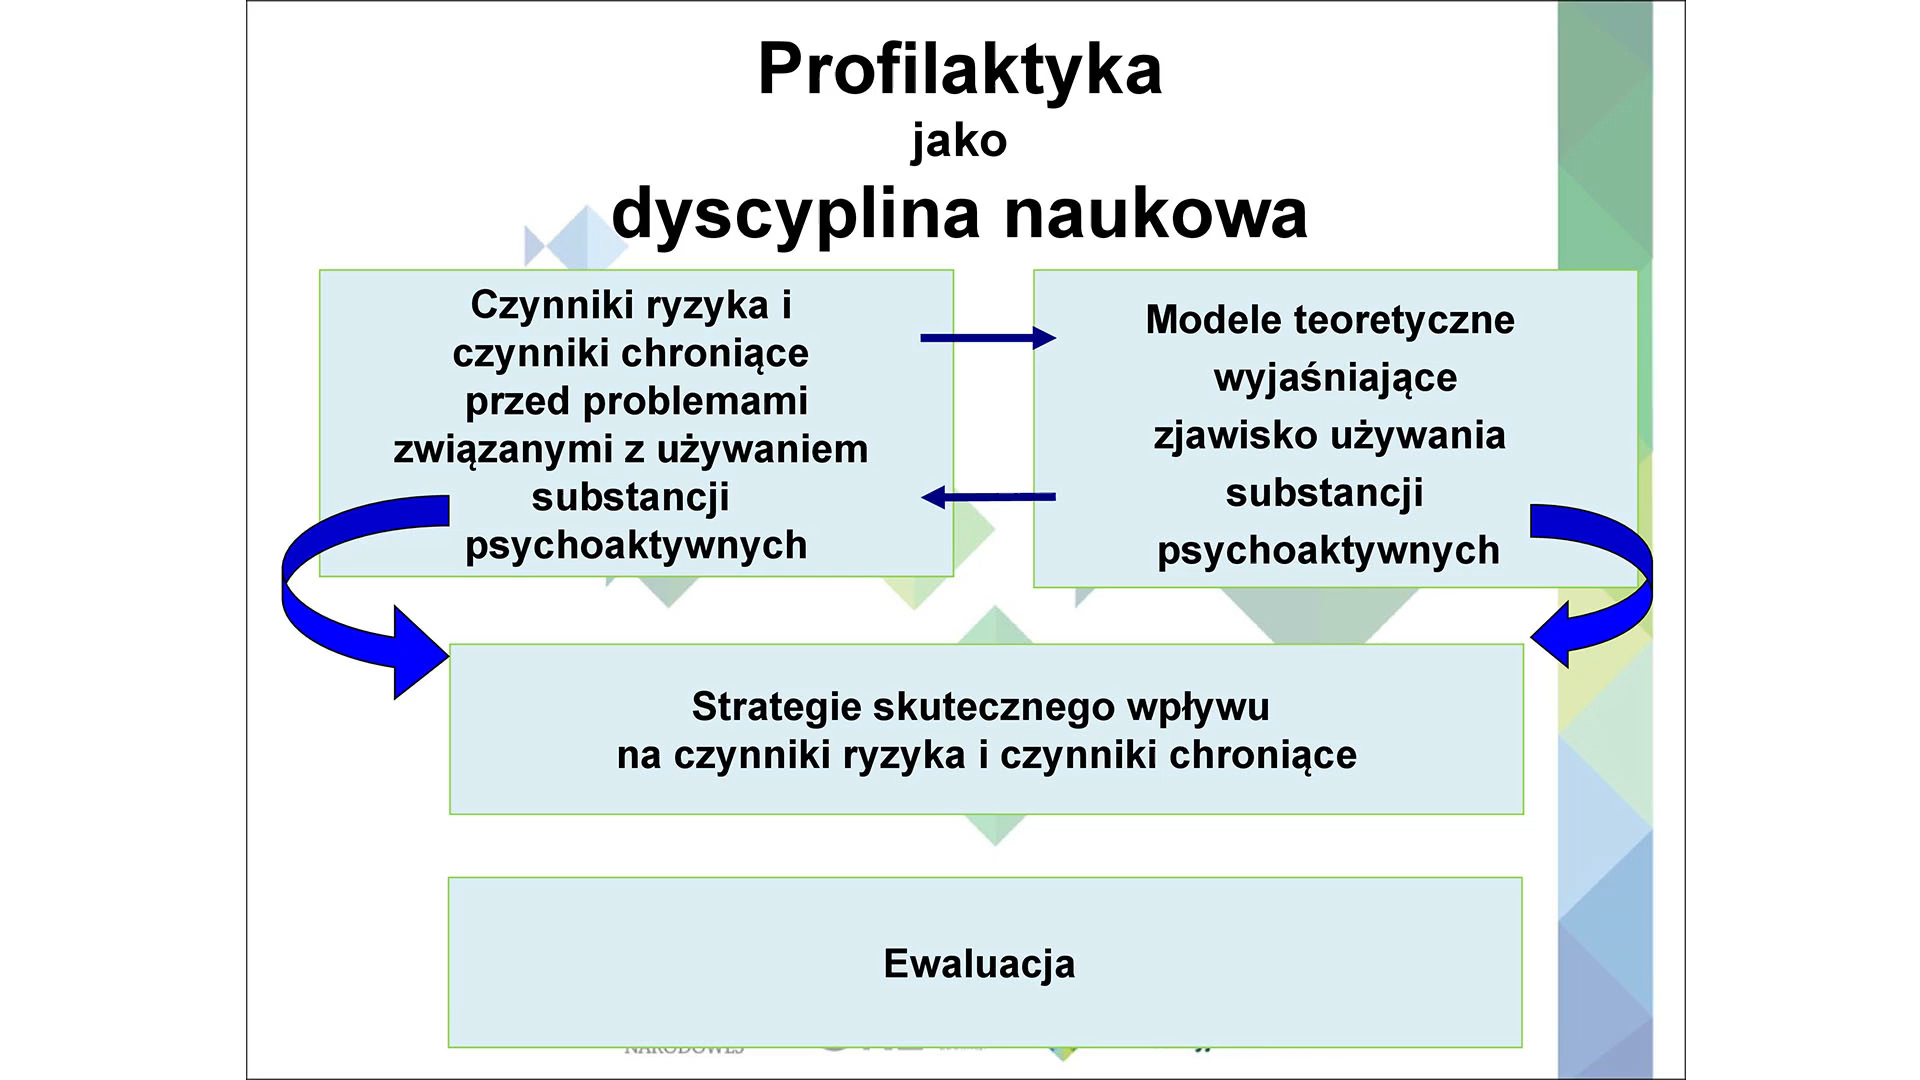 Profilaktyka
jako
dyscyplina naukowa
Czynniki ryzyka i
czynniki chroniące
przed problemami
związanymi z używaniem
substancji
psychoaktywnych
Modele teoretyczne
wyjaśniające
zjawisko używania
substancji
psychoaktywnych
Strategie skutecznego wpływu
na czynniki ryzyka i czynniki chroniące
Ewaluacja